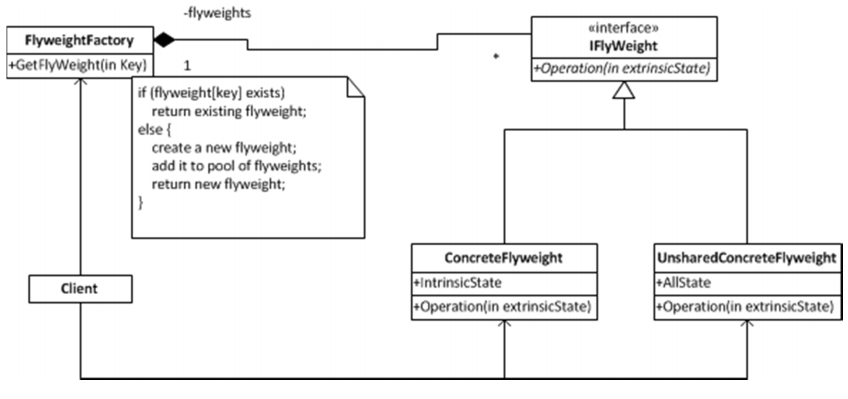 -flyweights
FlyweightFactory
+GetFlyWeight(in Key)
1
*
«interface»
IFlyWeight
+Operation(in extrinsicState)
if (flyweight[key] exists)
return existing flyweight;
else {
create a new flyweight;
add it to pool of flyweights;
return new flyweight;
}
Client
ConcreteFlyweight
+IntrinsicState
+Operation(in extrinsicState)
UnsharedConcreteFlyweight
+AllState
+Operation(in extrinsicState)